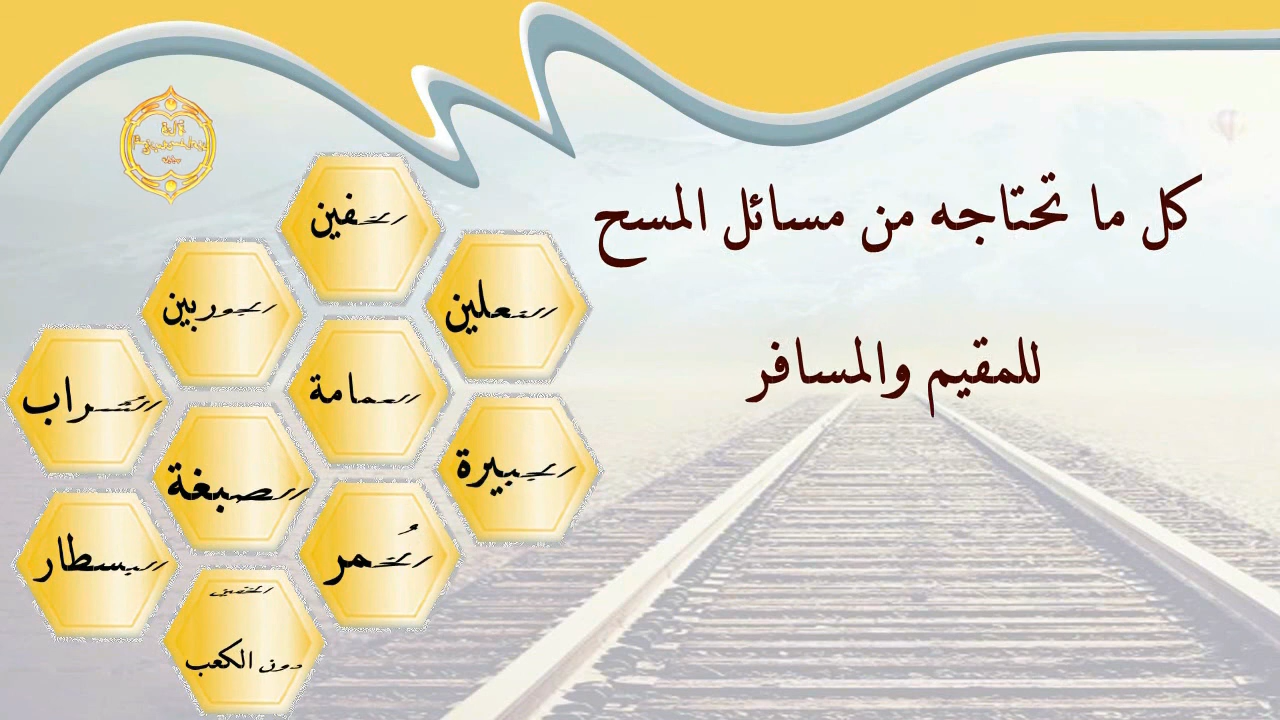 كل ما تحتاجه من مسائل المسح
للمقيم والمسافر
الخفين
النعلين
الجوربين
العمامة
الشراب
الجبيرة
الصبغة
الخُمر
البسطار
الخفين
دون الكعب